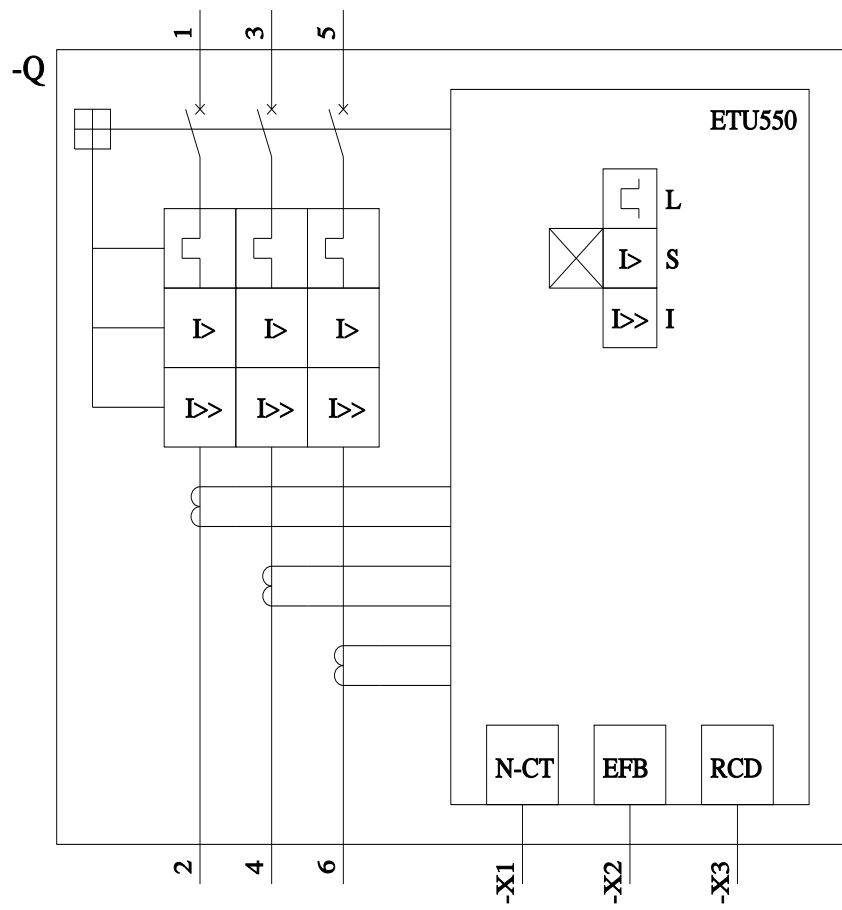 1 3 5
-Q
ETU550
L
I> S
I>> I
I> I> I>
I>> I>> I>>
N-CT EFB RCD
2 4 6 -X1 -X2 -X3